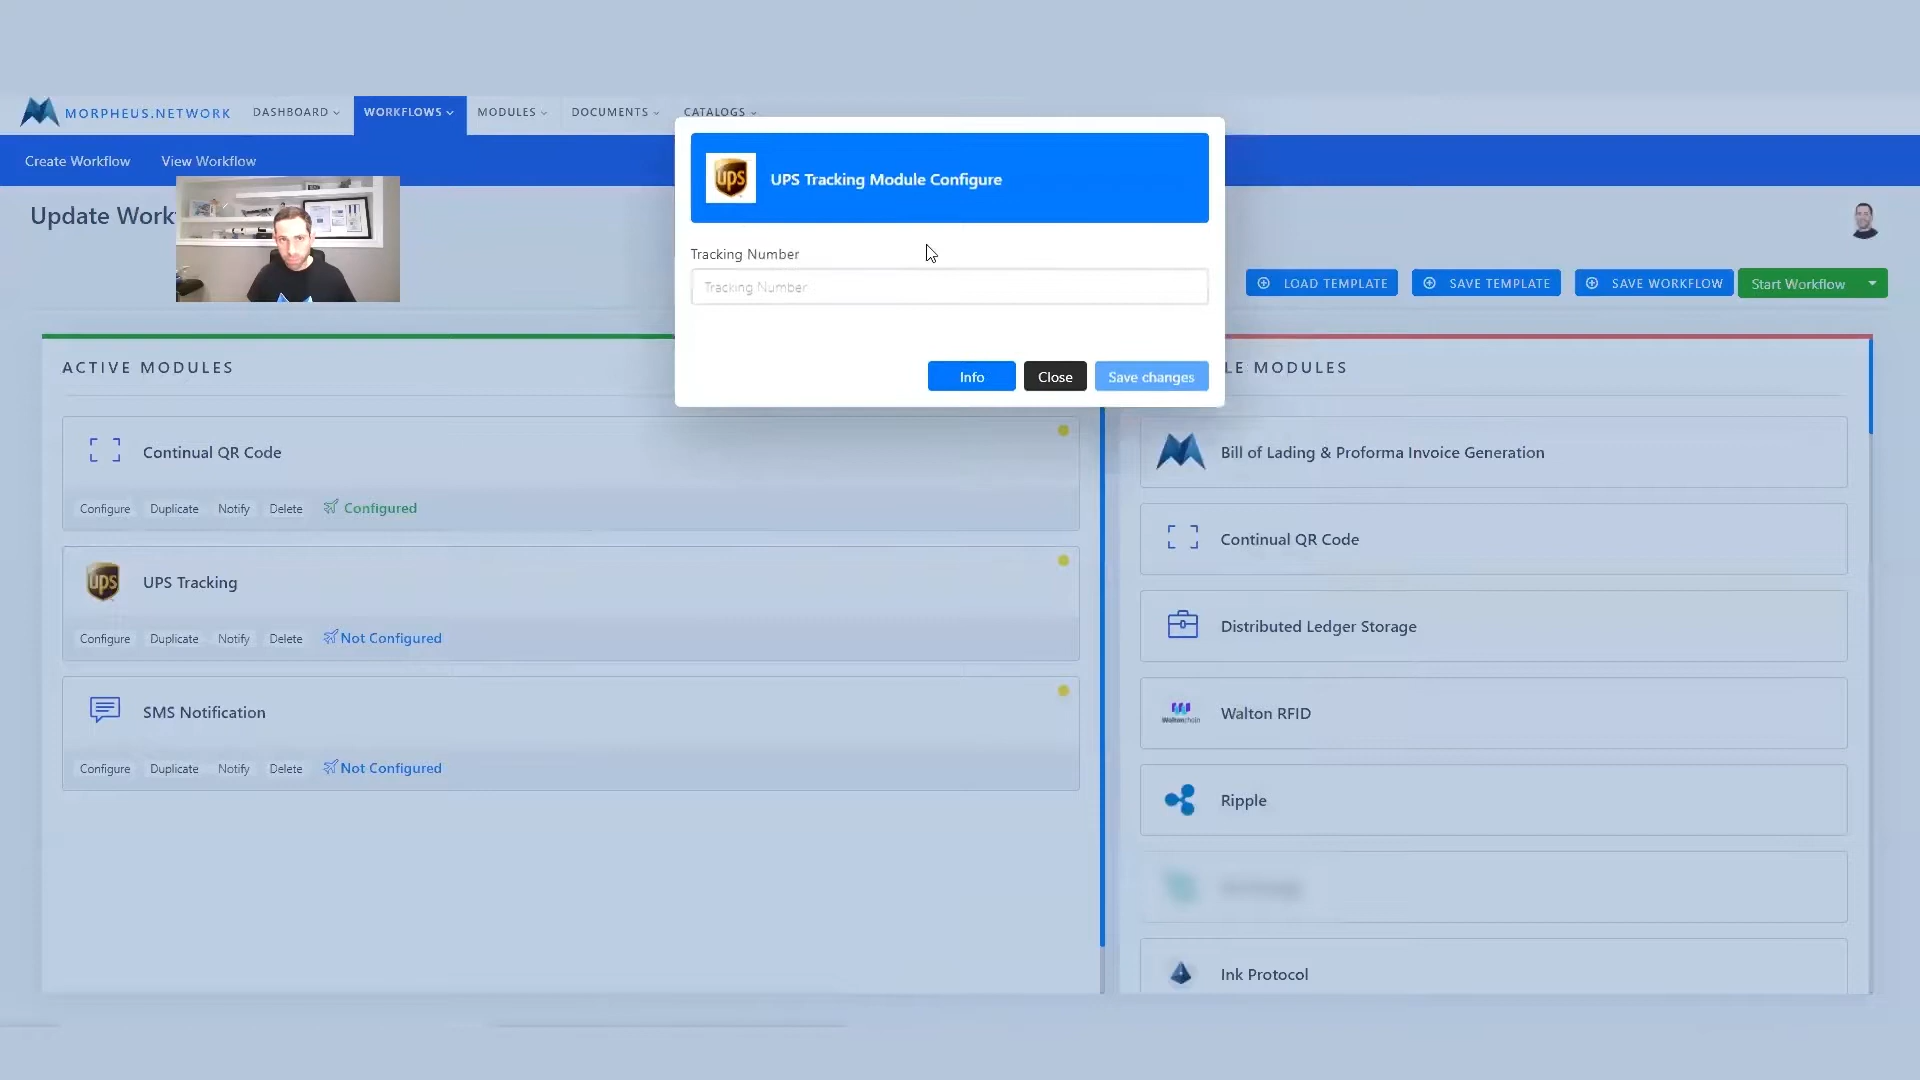 MORPHEUS.NETWORK
DASHBOARD
WORKFLOWS
MODULES
DOCUMENTS
CATALOGS
Create Workflow
View Workflow
Update Work
UPS Tracking Module Configure
ups
Tracking Number
Tracking Number
Info
Close
Save changes
LOAD TEMPLATE
SAVE TEMPLATE
SAVE WORKFLOW
Start Workflow
ACTIVE MODULES
Continual QR Code
Configure Duplicate Notify Delete Configured
ups
UPS Tracking
Configure Duplicate Notify Delete Not Configured
SMS Notification
Configure Duplicate Notify Delete Not Configured
LE MODULES
Bill of Lading & Proforma Invoice Generation
Continual QR Code
Distributed Ledger Storage
Waltonchain
Walton RFID
Ripple
Ink Protocol